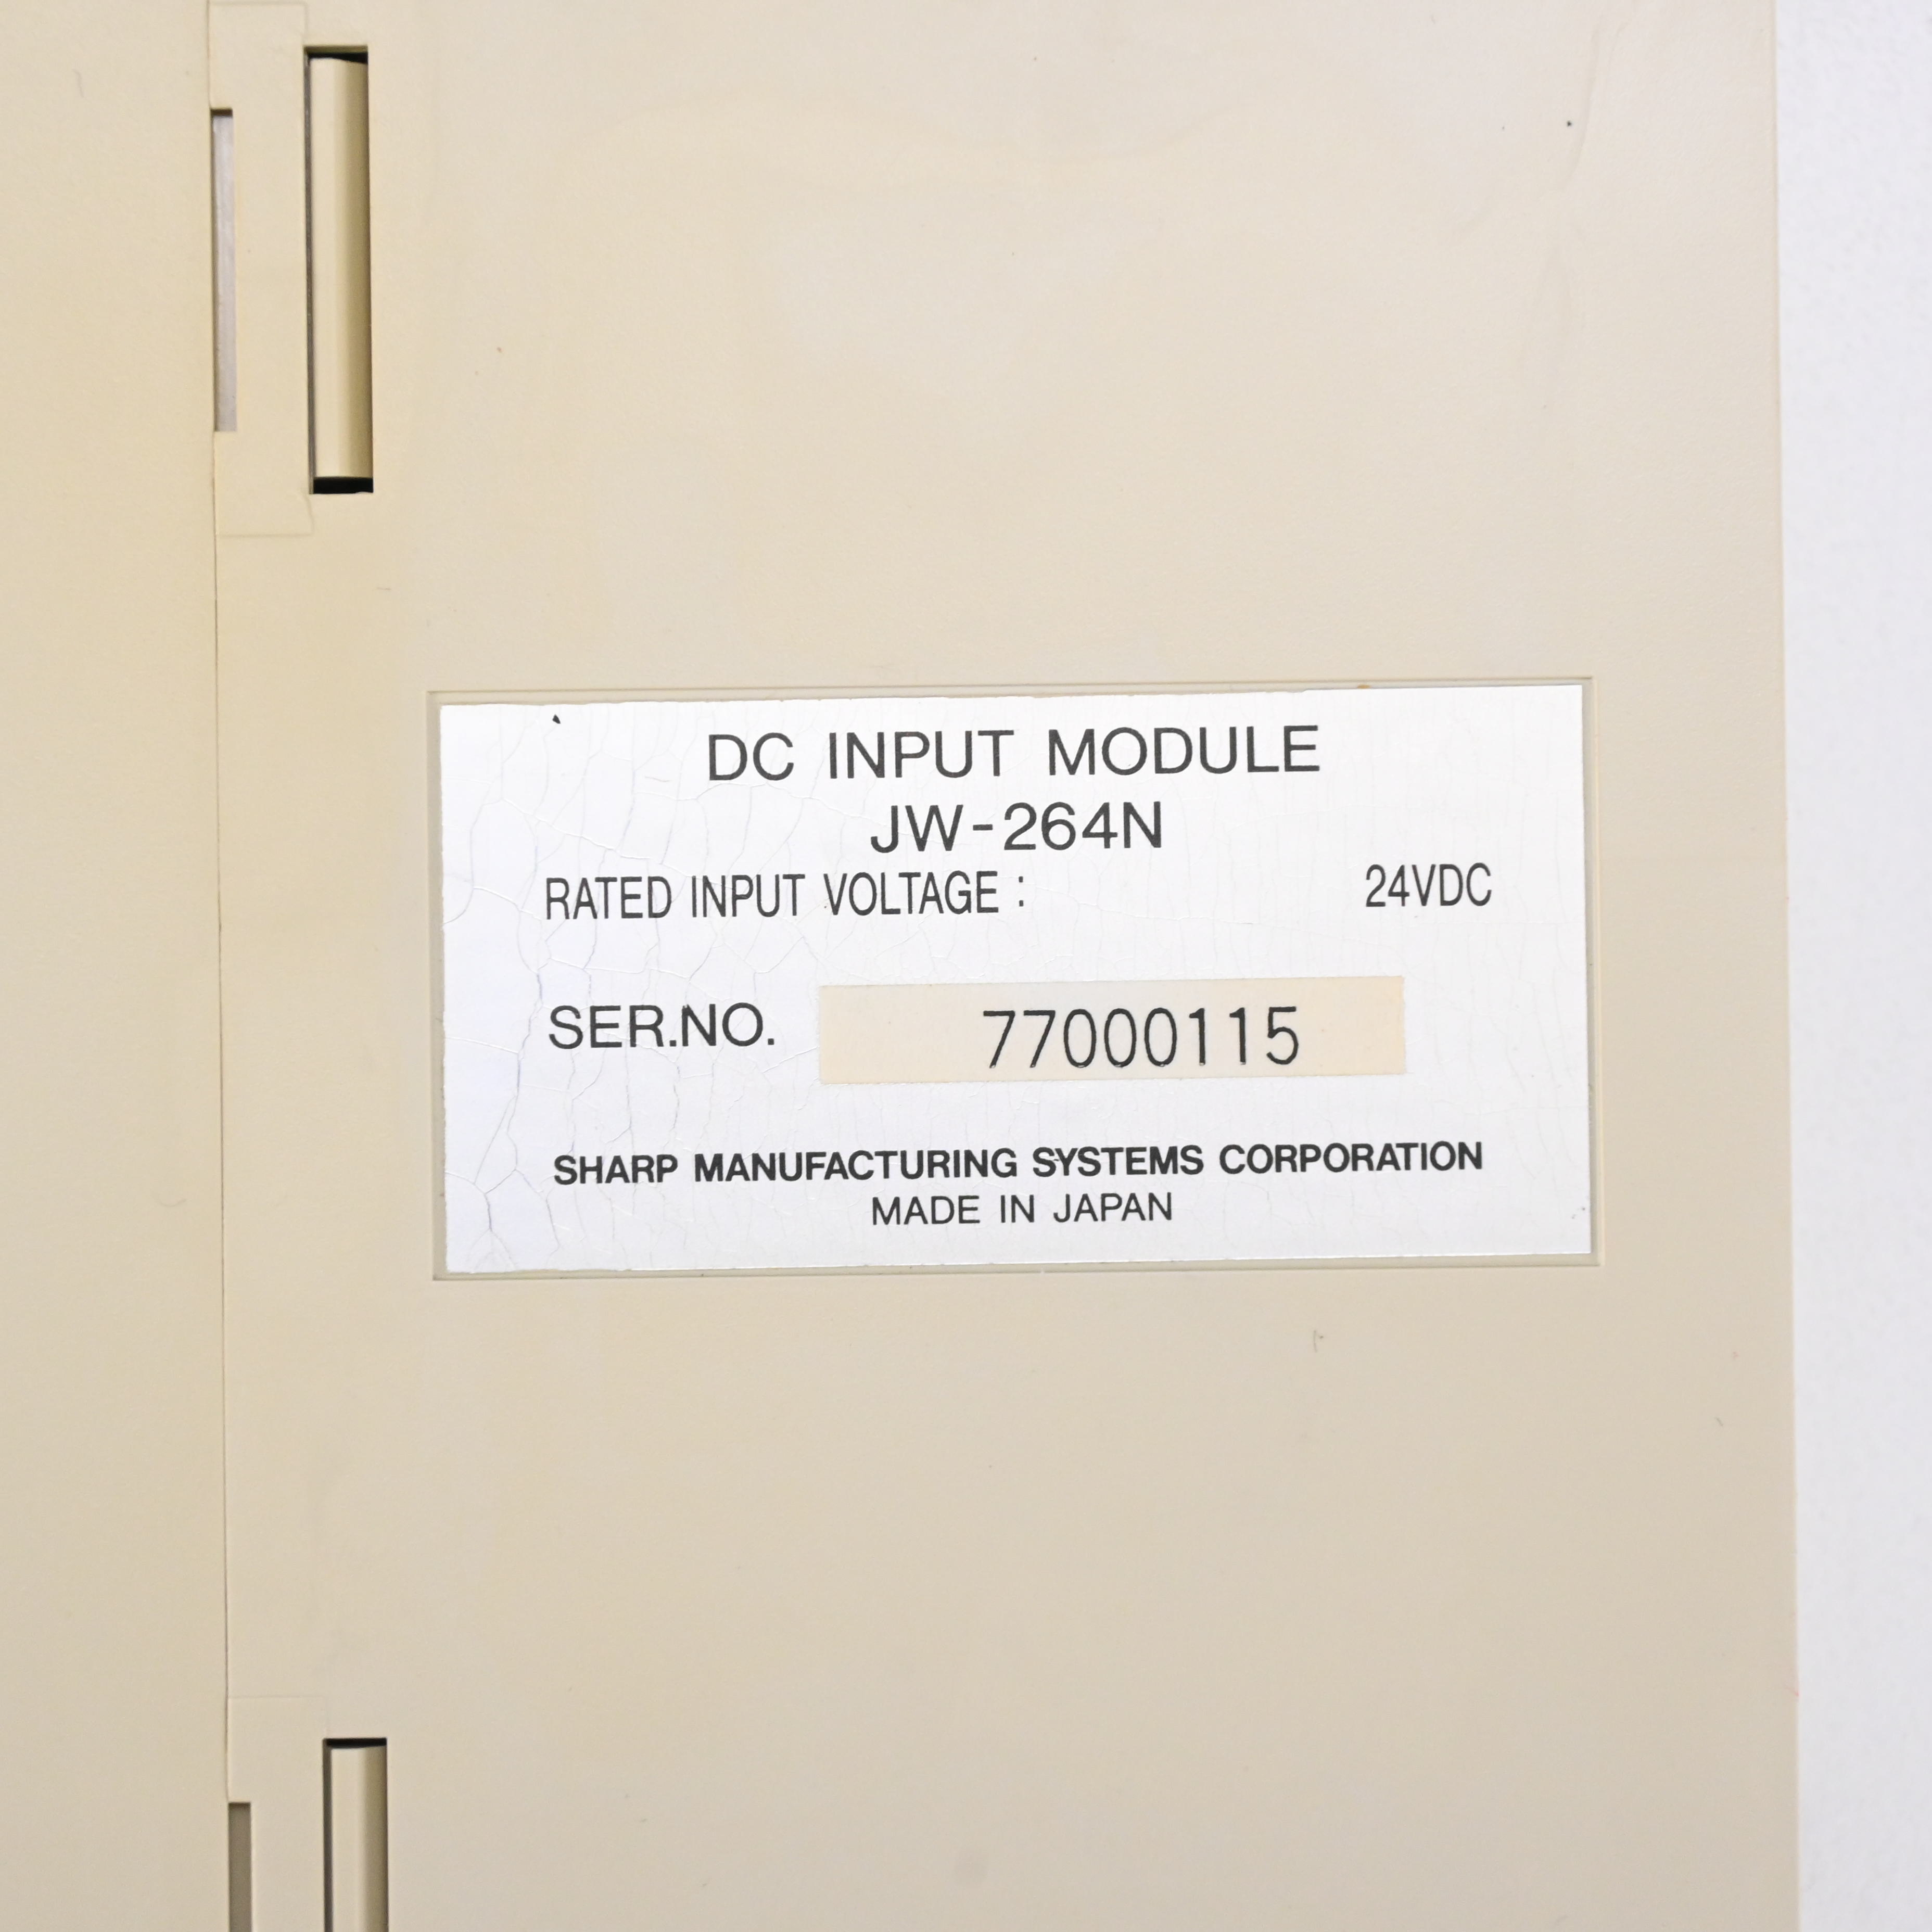 DC INPUT MODULE
JW-264N
RATED INPUT VOLTAGE : 24VDC
SER.NO. 77000115
SHARP MANUFACTURING SYSTEMS CORPORATION
MADE IN JAPAN